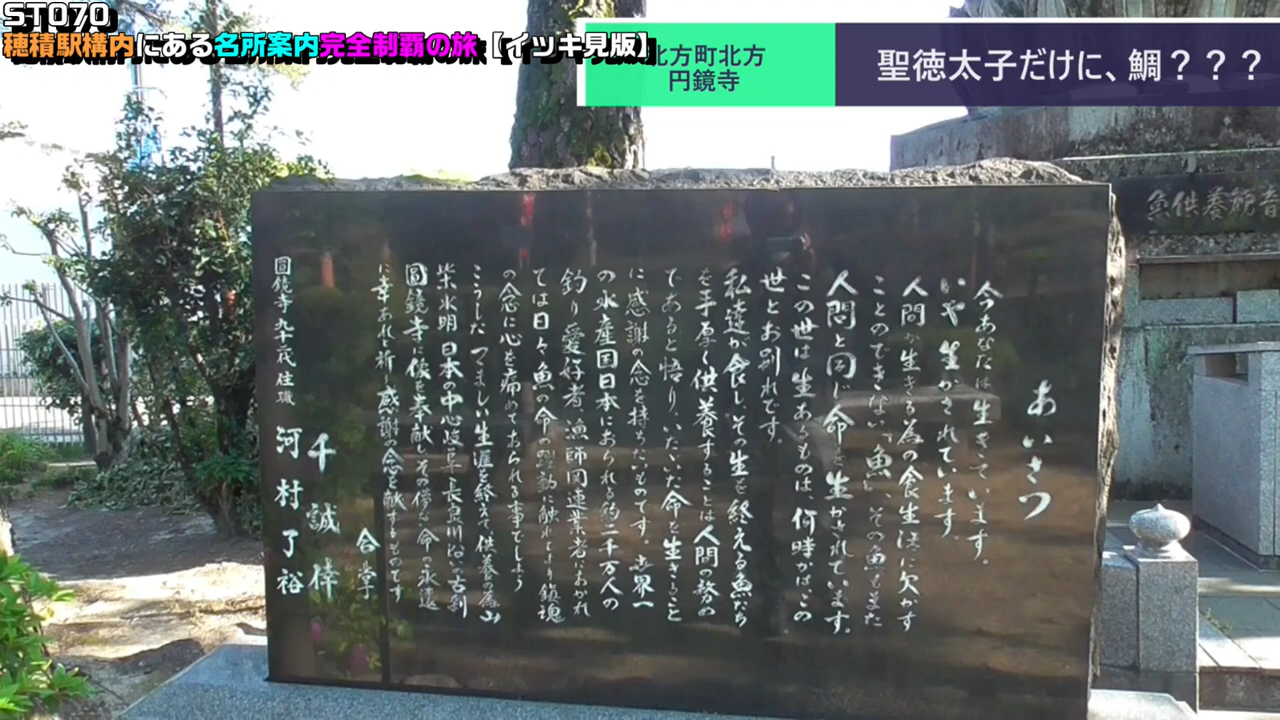 ST070
穂積駅構内にある名所案内完全制覇の旅【イツキ見版】
北方町北方
円鏡寺
聖徳太子だけに、鯛？？？
魚供養所
あいさつ
今あなたは生きています。
いや生かされています。
人間が生きる為の食生活に欠かす
ことのできない「魚」と、その魚もまた
人間と同じ命を生かされています。
この世は生あるものは、何時かはこの
世とお別れです。
私達が食し、その生を終える魚たち
を手厚く供養することは人間の務め
であると悟り、いただいた命に生きること
に、感謝の念を持ちたいものです。世界一
の水産国日本におられる約二千万人の
釣り愛好者、漁師関連業者におかれ
ては日々魚の命の躍動に触れ、より鎮魂
の念に心を痛めておられる事でしょう
こうした つましい生涯を終えて供養の為山
紫水明 日本の中心岐阜長良川沿い古刹
圓鏡寺に像を奉献しその偉た命の永遠
に幸あれと祈り感謝の念を献ずるものです
合掌
千誠偉
圓鏡寺 九十一代 住職 河村了裕